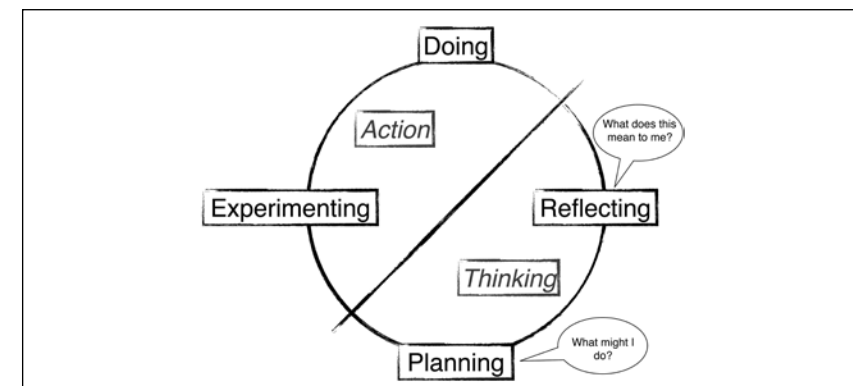 Doing
Action
What does this
mean to me?
Experimenting
Reflecting
Thinking
What might I
do?
Planning